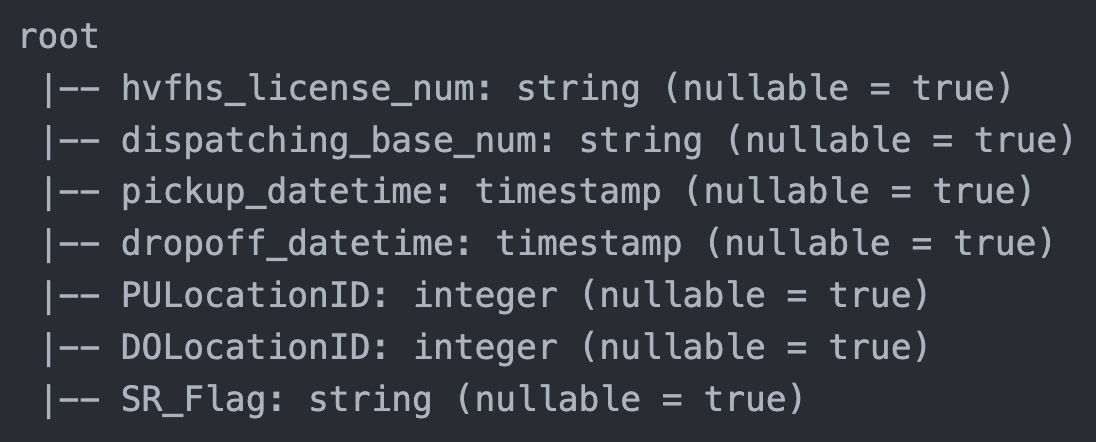 root
 |-- hvfhs_license_num: string (nullable = true)
 |-- dispatching_base_num: string (nullable = true)
 |-- pickup_datetime: timestamp (nullable = true)
 |-- dropoff_datetime: timestamp (nullable = true)
 |-- PULocationID: integer (nullable = true)
 |-- DOLocationID: integer (nullable = true)
 |-- SR_Flag: string (nullable = true)